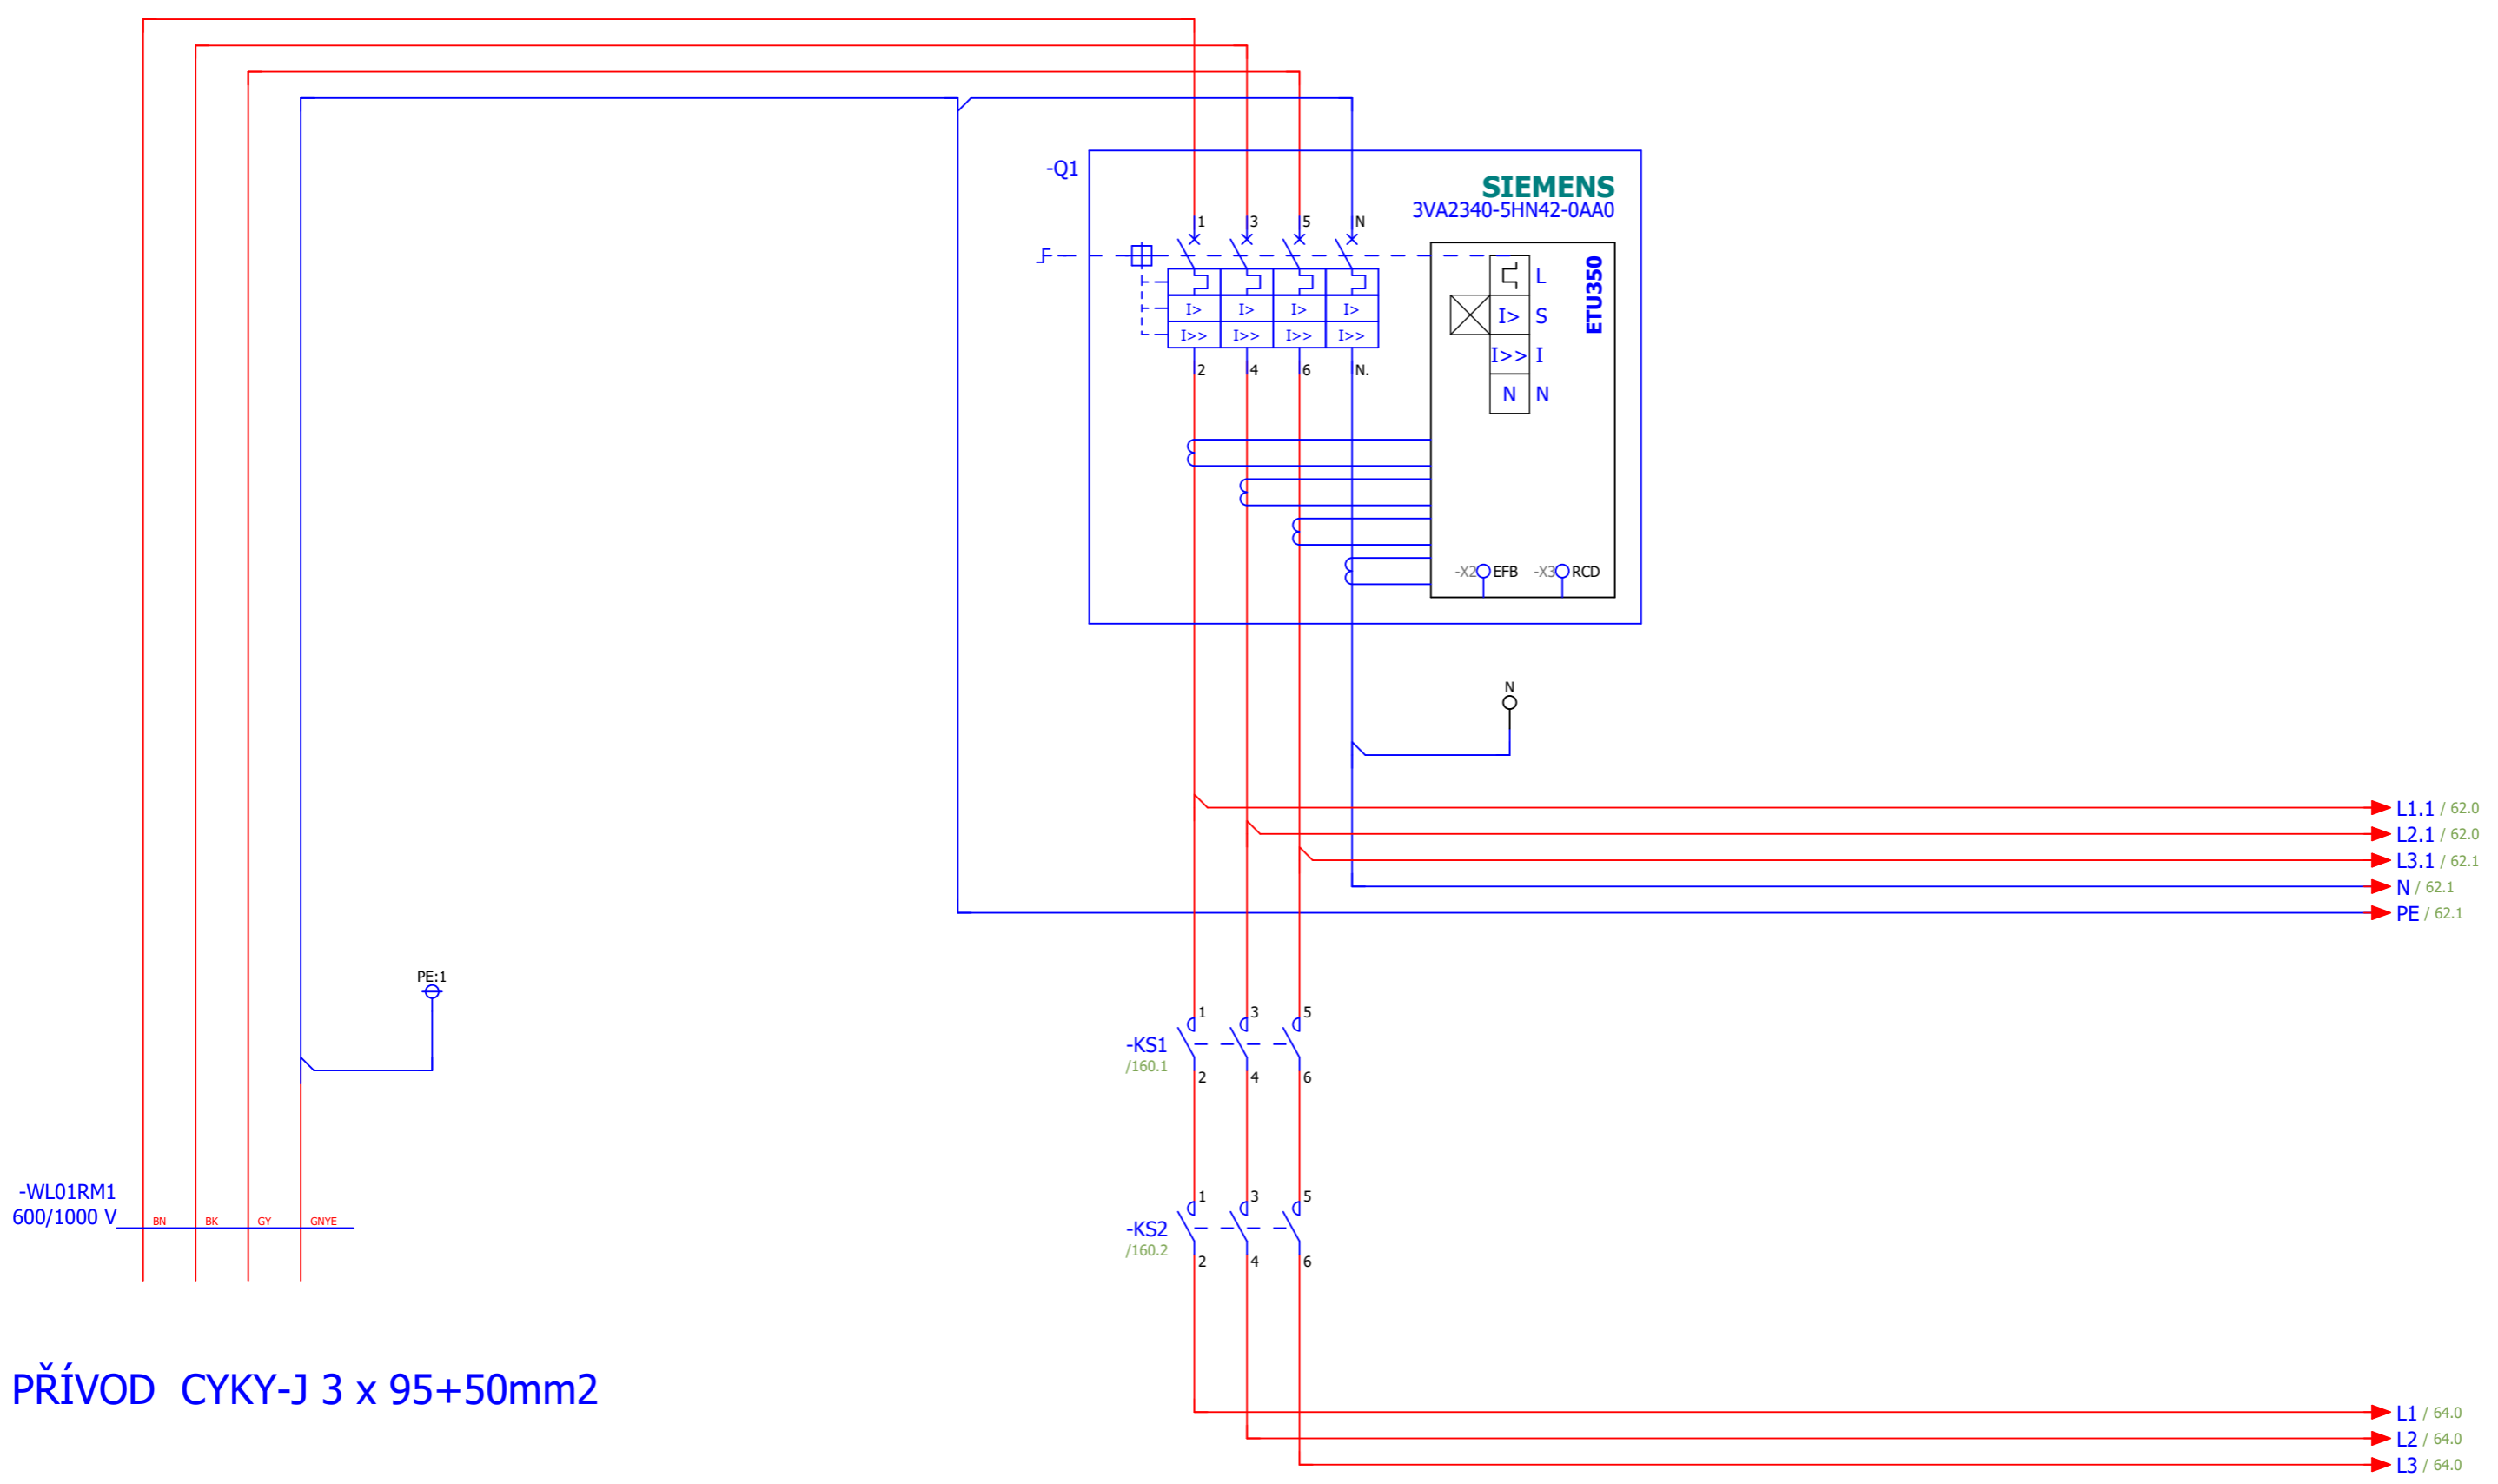 -Q1
SIEMENS
3VA2340-5HN42-0AA0
1 3 5 N
I> I> I> I>
I>> I>> I>> I>>
2 4 6 N.
ETU350
L
I> S
I>> I
N N
-X2 EFB -X3 RCD
N
L1.1 / 62.0
L2.1 / 62.0
L3.1 / 62.1
N / 62.1
PE / 62.1
PE:1
1 3 5
-KS1
/160.1
2 4 6
-WL01RM1
600/1000 V
BN BK GY GNYE
1 3 5
-KS2
/160.2
2 4 6
PŘÍVOD CYKY-J 3 x 95+50mm2
L1 / 64.0
L2 / 64.0
L3 / 64.0